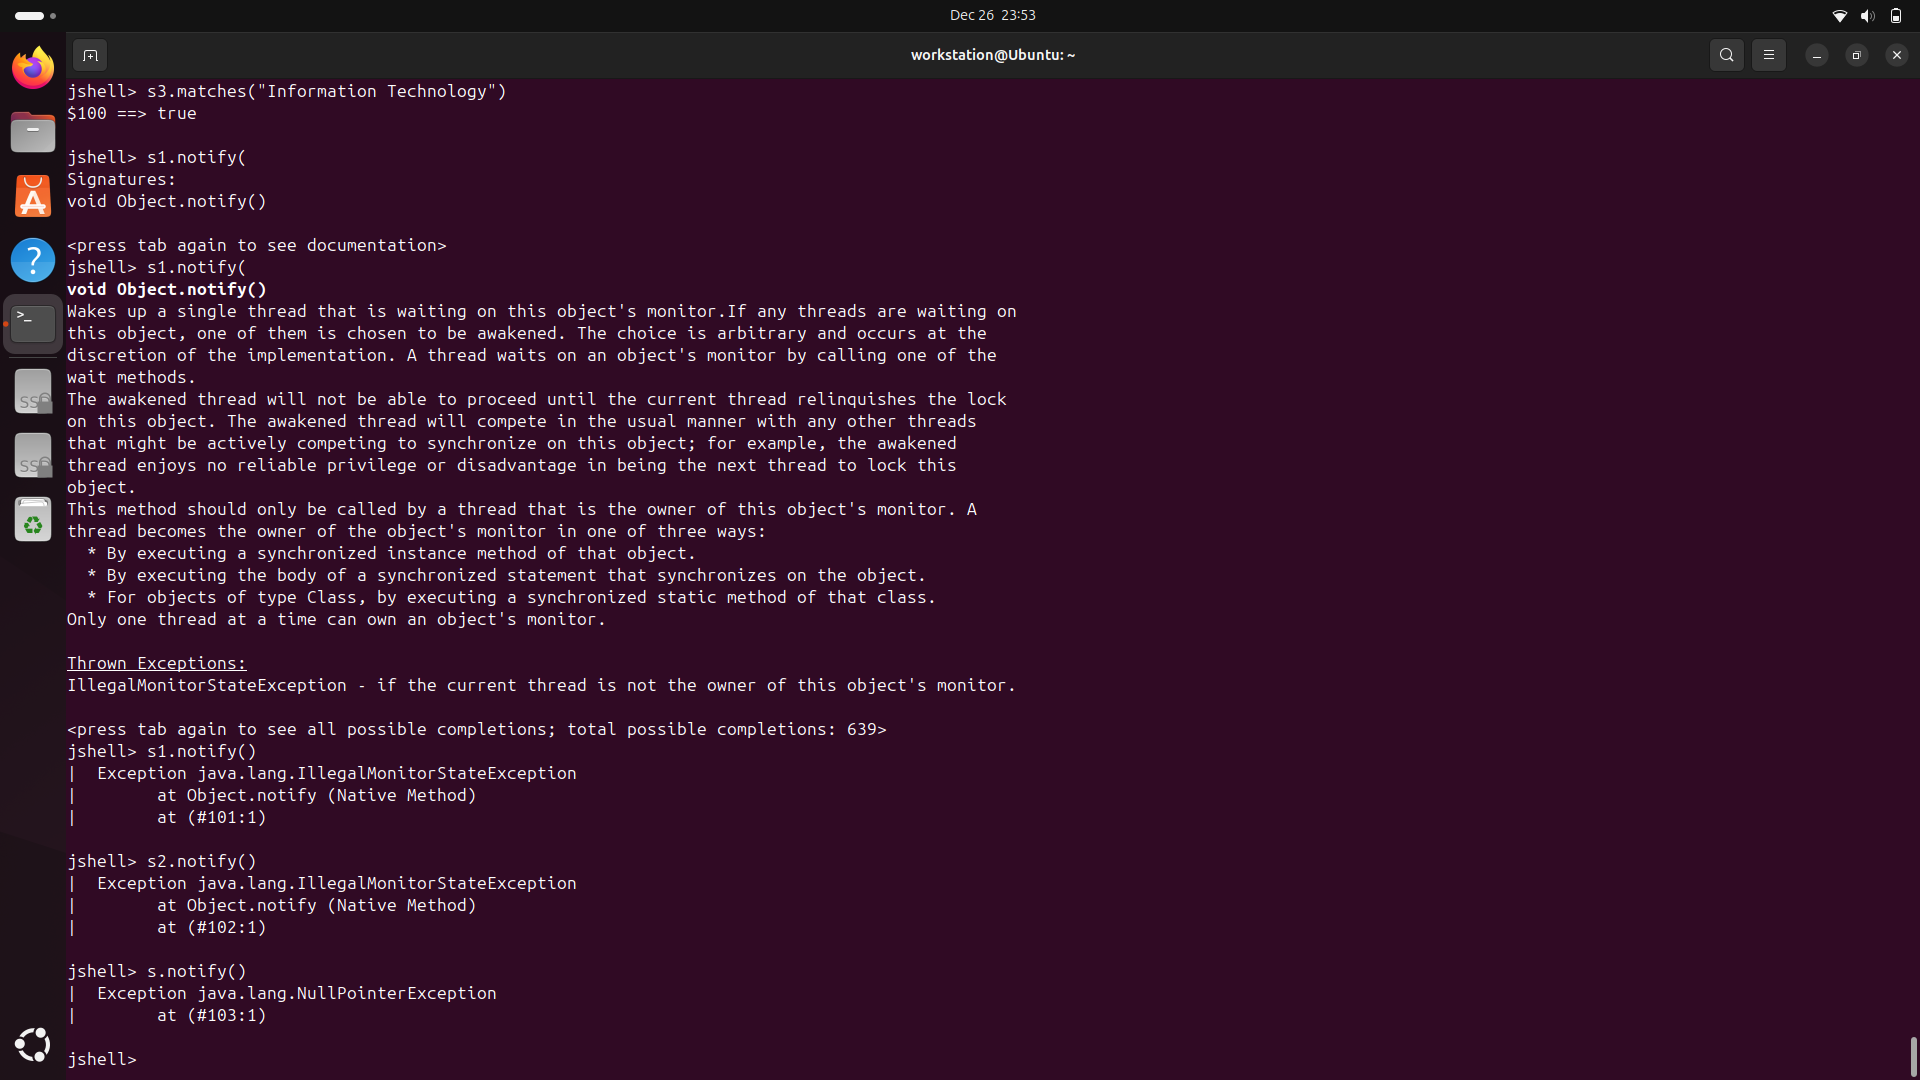 Dec 26 23:53
workstation@Ubuntu: ~
jshell> s3.matches("Information Technology")
$100 ==> true
jshell> s1.notify(
Signatures:
void Object.notify()
<press tab again to see documentation>
jshell> s1.notify(
void Object.notify()
Wakes up a single thread that is waiting on this object's monitor.If any threads are waiting on
this object, one of them is chosen to be awakened. The choice is arbitrary and occurs at the
discretion of the implementation. A thread waits on an object's monitor by calling one of the
wait methods.
The awakened thread will not be able to proceed until the current thread relinquishes the lock
on this object. The awakened thread will compete in the usual manner with any other threads
that might be actively competing to synchronize on this object; for example, the awakened
thread enjoys no reliable privilege or disadvantage in being the next thread to lock this
object.
This method should only be called by a thread that is the owner of this object's monitor. A
thread becomes the owner of the object's monitor in one of three ways:
  * By executing a synchronized instance method of that object.
  * By executing the body of a synchronized statement that synchronizes on the object.
  * For objects of type Class, by executing a synchronized static method of that class.
Only one thread at a time can own an object's monitor.
Thrown Exceptions:
IllegalMonitorStateException - if the current thread is not the owner of this object's monitor.
<press tab again to see all possible completions; total possible completions: 639>
jshell> s1.notify()
|  Exception java.lang.IllegalMonitorStateException
|        at Object.notify (Native Method)
|        at (#101:1)
jshell> s2.notify()
|  Exception java.lang.IllegalMonitorStateException
|        at Object.notify (Native Method)
|        at (#102:1)
jshell> s.notify()
|  Exception java.lang.NullPointerException
|        at (#103:1)
jshell>